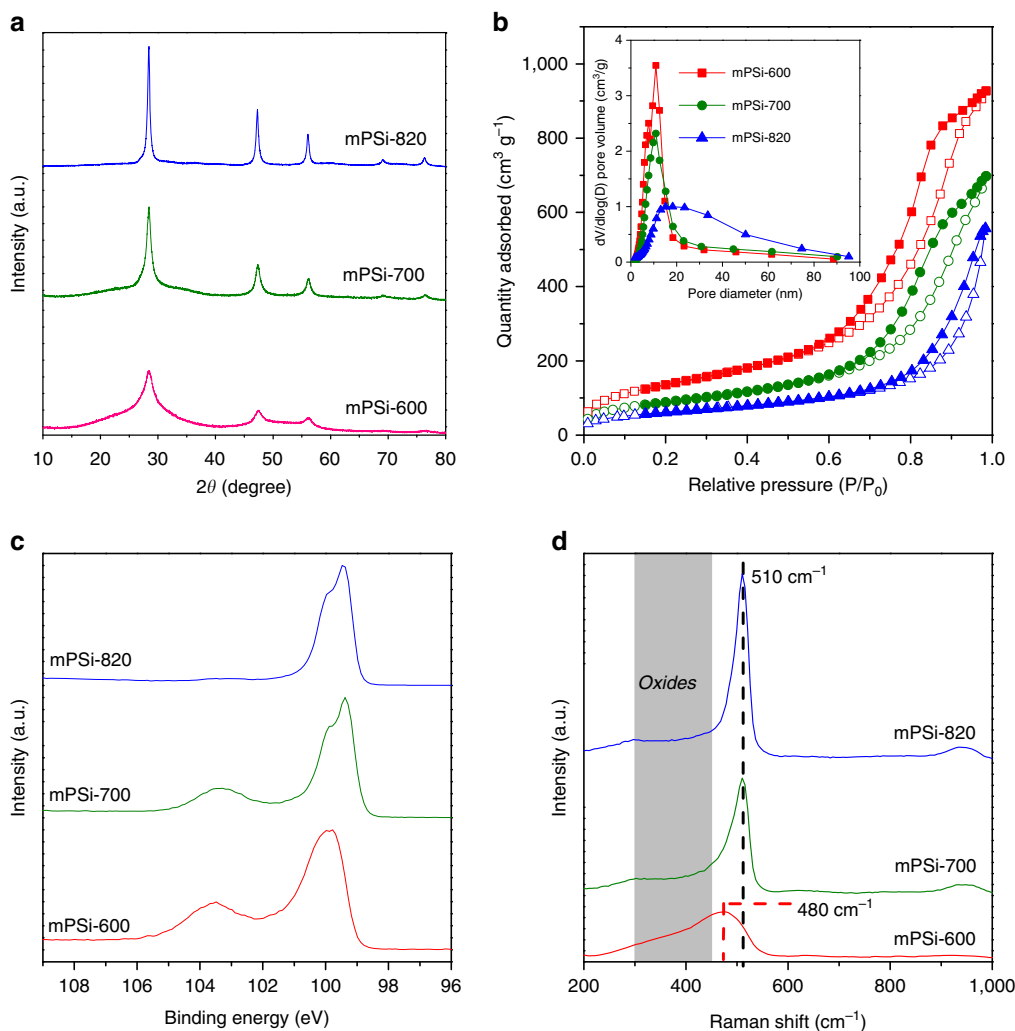 a
mPSi-820
mPSi-700
mPSi-600
Intensity (a.u.)
10 20 30 40 50 60 70 80
2θ (degree)
b
1,000
800
600
400
200
0
Quantity adsorbed (cm³ g⁻¹)
0.0 0.2 0.4 0.6 0.8 1.0
Relative pressure (P/P₀)
4
3
2
1
0
dV/dlog(D) pore volume (cm³/g)
mPSi-600
mPSi-700
mPSi-820
0 20 40 60 80 100
Pore diameter (nm)
c
mPSi-820
mPSi-700
mPSi-600
Intensity (a.u.)
108 106 104 102 100 98 96
Binding energy (eV)
d
510 cm⁻¹
Oxides
mPSi-820
mPSi-700
480 cm⁻¹
mPSi-600
Intensity (a.u.)
200 400 600 800 1,000
Raman shift (cm⁻¹)